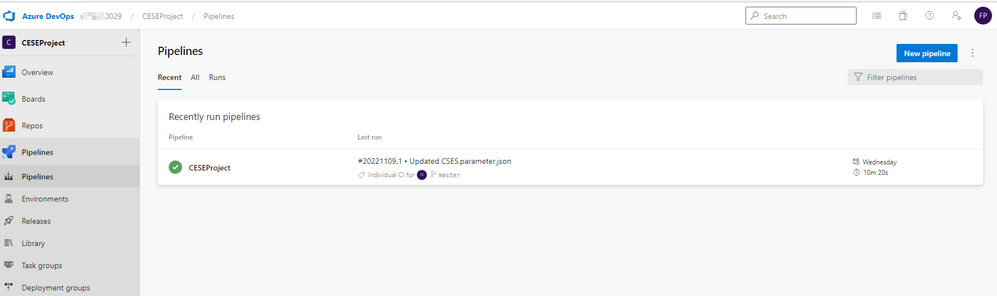 Azure DevOps v 0029 / CESEProject / Pipelines
Search
FP
C CESEProject
Overview
Boards
Repos
Pipelines
Pipelines
Environments
Releases
Library
Task groups
Deployment groups
Pipelines
New pipeline
Recent All Runs
Filter pipelines
Recently run pipelines
Pipeline Last run
CESEProject
#20221109.1 • Updated CSES.parameter.json
Individual CI for master
Wednesday
10m 20s